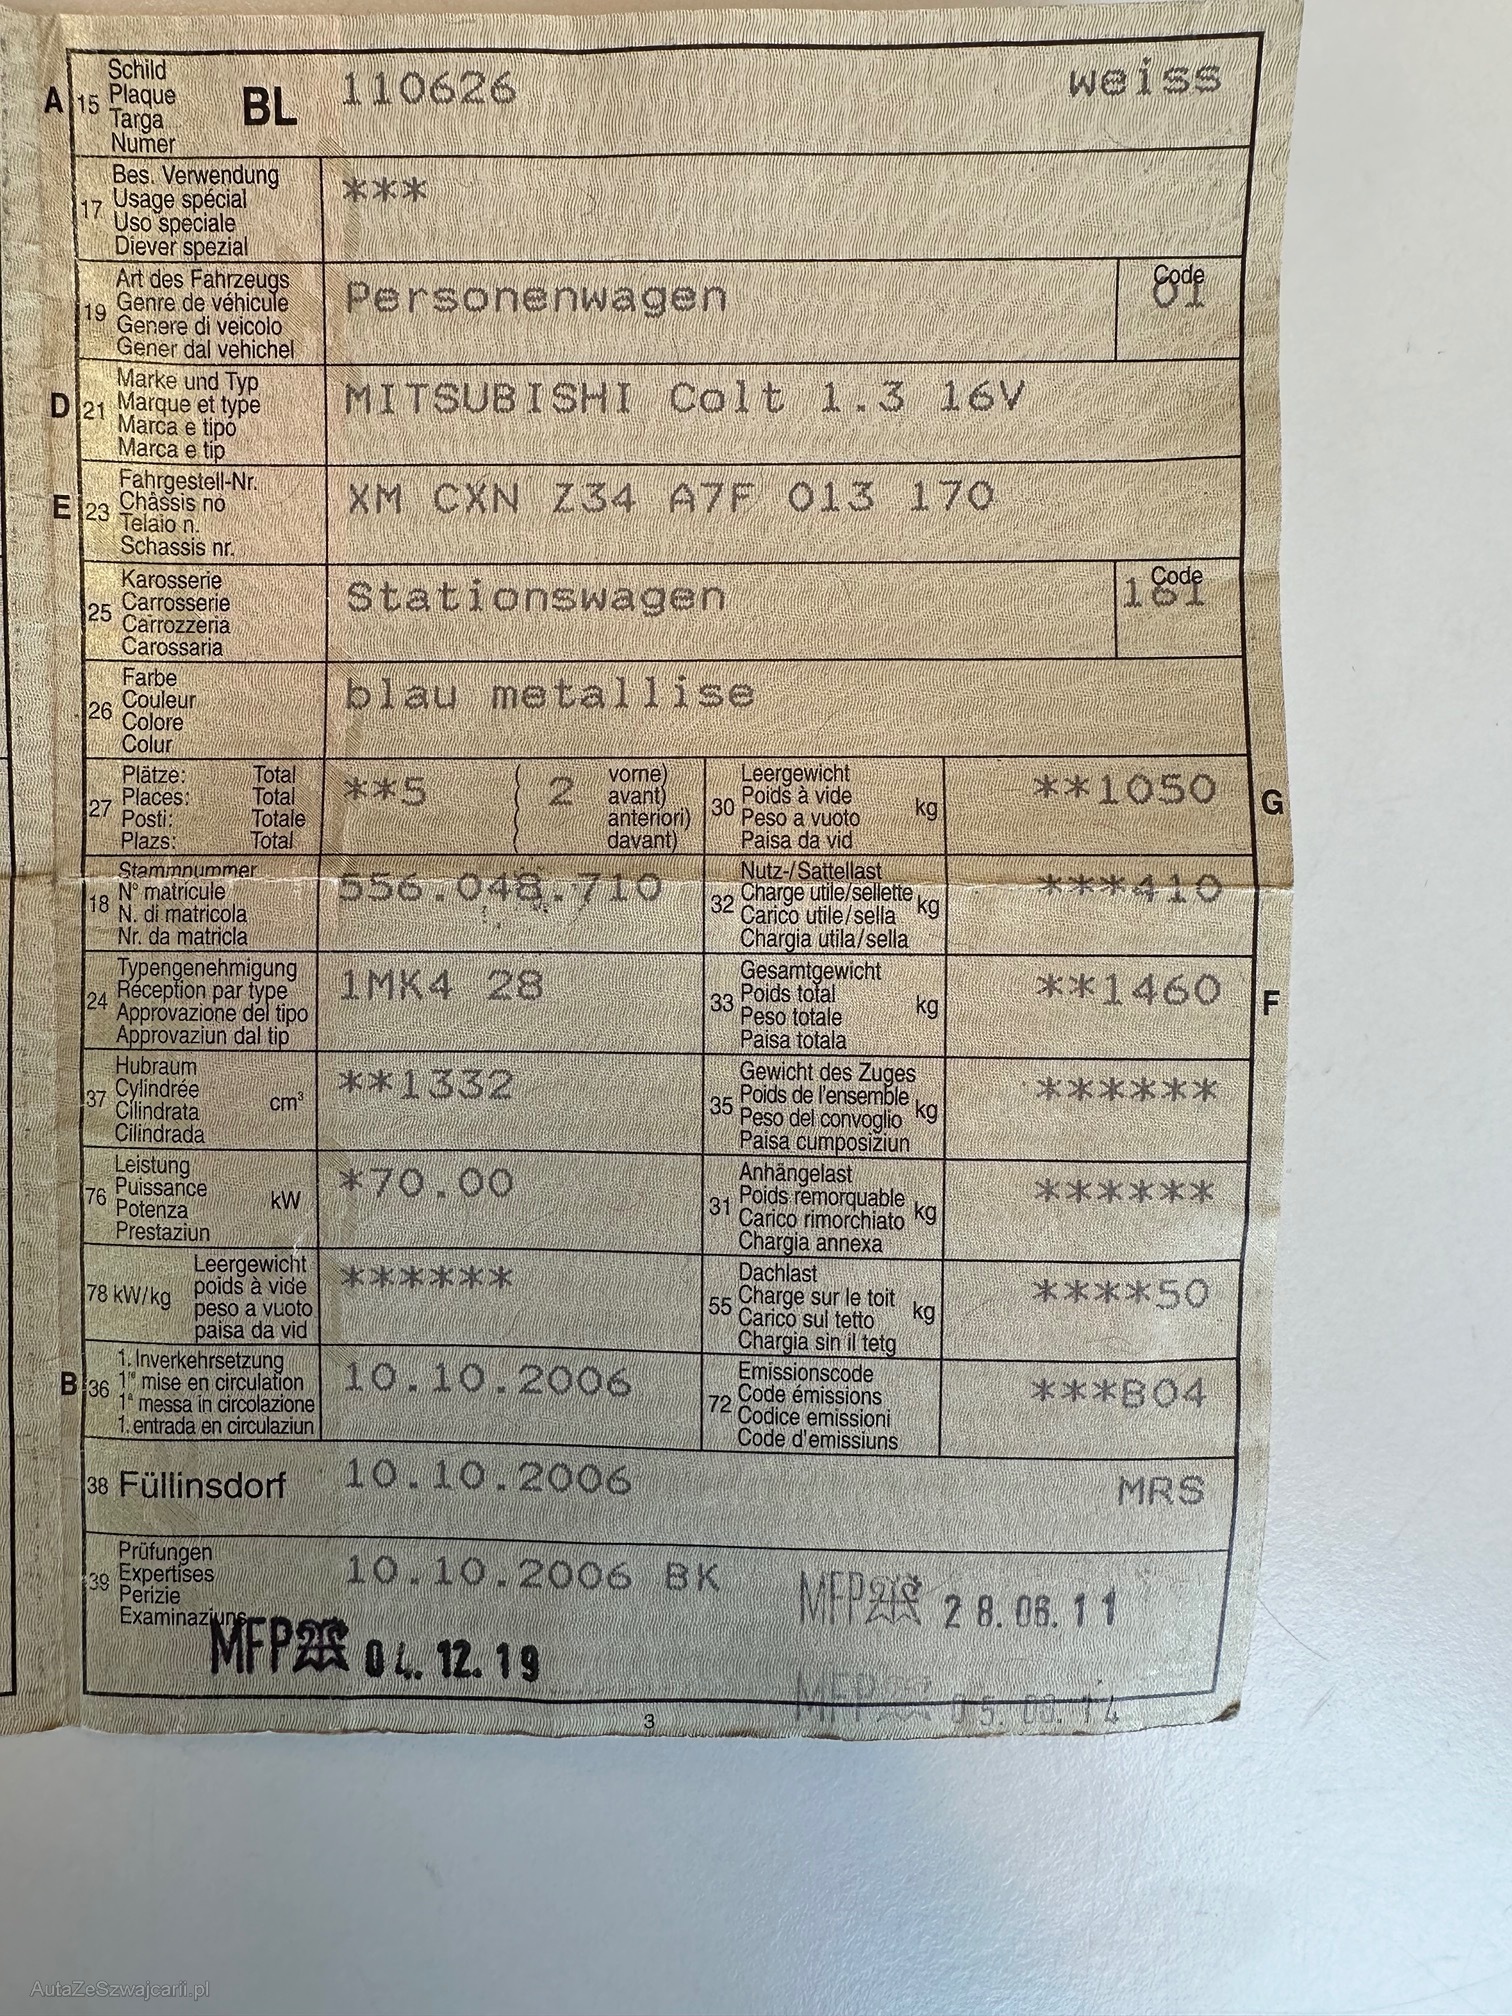 A 15 Schild
Plaque
Targa
Numer
BL 110626 weiss
17 Bes. Verwendung
Usage spécial
Uso speciale
Diever spezial
***
19 Art des Fahrzeugs
Genre de véhicule
Genere di veicolo
Gener dal vehichel
Personenwagen
Code
01
D 21 Marke und Typ
Marque et type
Marca e tipo
Marca e tip
MITSUBISHI Colt 1.3 16V
E 23 Fahrgestell-Nr.
Châssis no
Telaio n.
Schassis nr.
XM CXN Z34 A7F 013 170
25 Karosserie
Carrosserie
Carrozzeria
Carossaria
Stationswagen
Code
161
26 Farbe
Couleur
Colore
Colur
blau metallise
27 Plätze: Total
Places: Total
Posti: Totale
Plazs: Total
**5 ( 2 vorne)
avant)
anteriori)
davant)
30 Leergewicht
Poids à vide
Peso a vuoto
Paisa da vid
kg **1050 G
18 Stammnummer
N° matricule
N. di matricola
Nr. da matricla
556.048.710
32 Nutz-/Sattellast
Charge utile/sellette
Carico utile/sella
Chargia utila/sella
kg ***410
24 Typengenehmigung
Réception par type
Approvazione del tipo
Approvaziun dal tip
1MK4 28
33 Gesamtgewicht
Poids total
Peso totale
Paisa totala
kg **1460 F
37 Hubraum
Cylindrée
Cilindrata
Cilindrada
cm³ **1332
35 Gewicht des Zuges
Poids de l'ensemble
Peso del convoglio
Paisa cumposiziun
kg ******
76 Leistung
Puissance
Potenza
Prestaziun
kW *70.00
31 Anhängelast
Poids remorquable
Carico rimorchiato
Chargia annexa
kg ******
78 kW/kg Leergewicht
poids à vide
peso a vuoto
paisa da vid
******
55 Dachlast
Charge sur le toit
Carico sul tetto
Chargia sin il tetg
kg ****50
B 36 1. Inverkehrsetzung
1re mise en circulation
1a messa in circolazione
1. entrada en circulaziun
10.10.2006
72 Emissionscode
Code émissions
Codice emissioni
Code d'emissiuns
***B04
38 Füllinsdorf 10.10.2006 MRS
39 Prüfungen
Expertises
Perizie
Examinaziuns
10.10.2006 BK
MFP 28.06.11
MFP 04.12.19
MFP
3
AutaZeSzwajcarii.pl